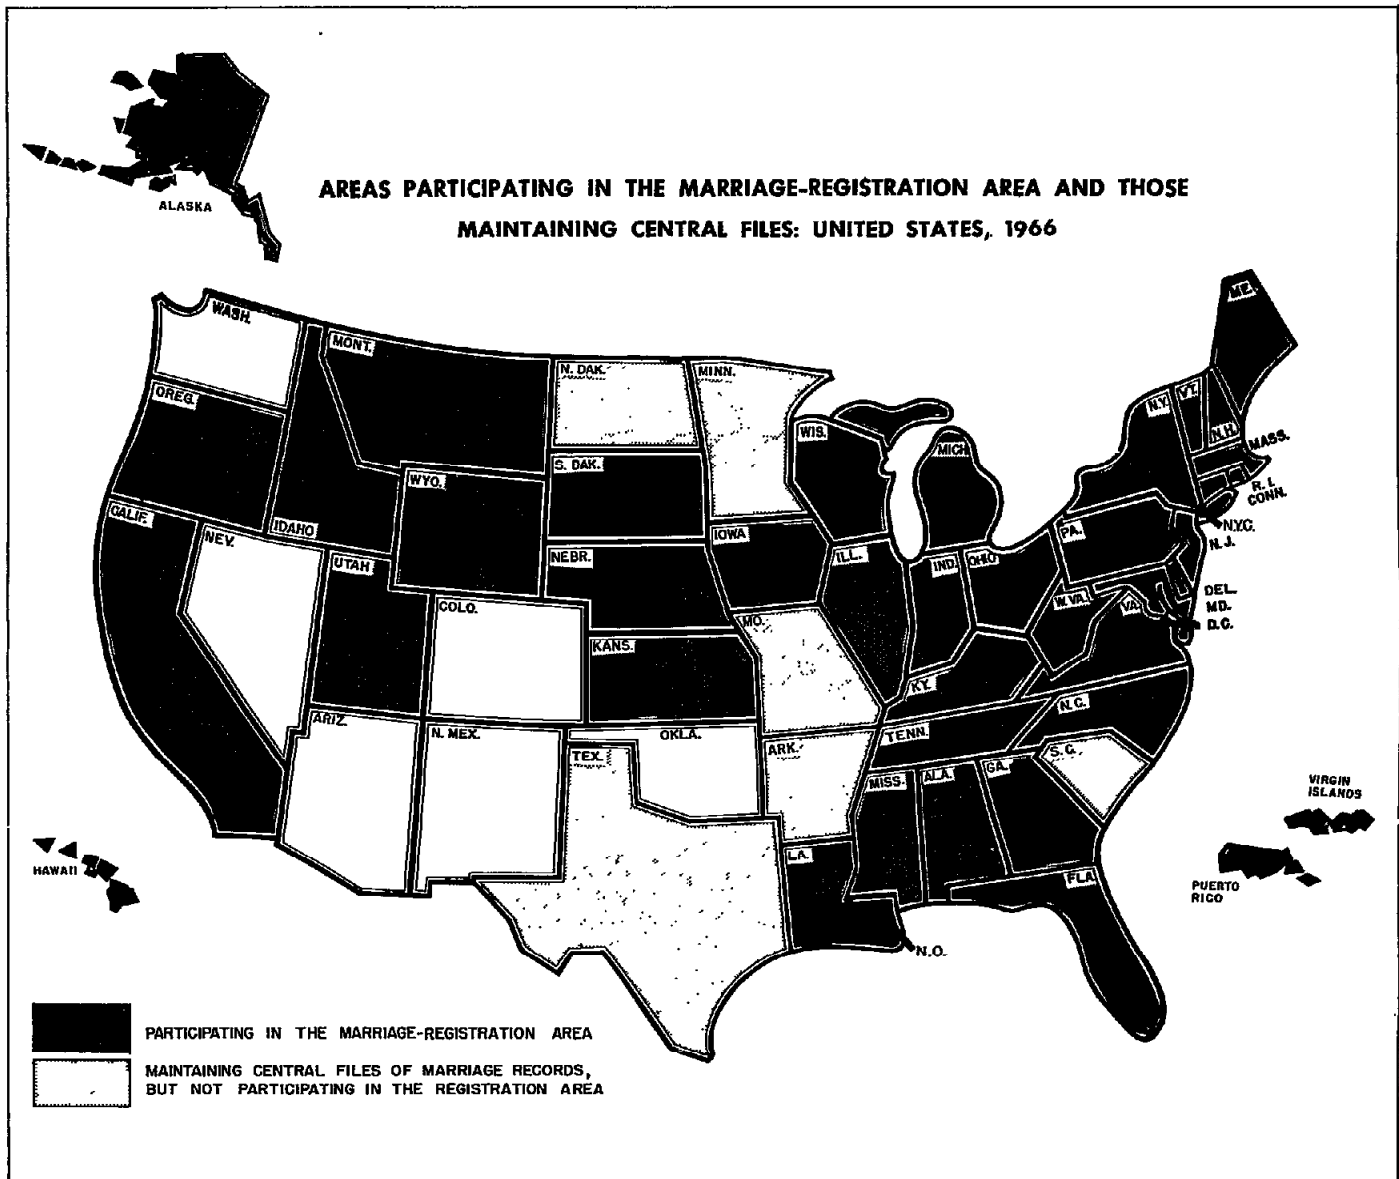 ALASKA
AREAS PARTICIPATING IN THE MARRIAGE-REGISTRATION AREA AND THOSE
MAINTAINING CENTRAL FILES: UNITED STATES, 1966
WASH.
MONT.
N. DAK.
MINN.
ME.
OREG.
WIS.
MICH.
N.Y.
VT.
N.H.
MASS.
R. I.
CONN.
WYO.
S. DAK.
CALIF.
IDAHO
NEV.
UTAH
NEBR.
IOWA
ILL.
IND.
OHIO
PA.
N.Y.C.
N. J.
W. VA.
VA.
DEL.
MD.
D.C.
COLO.
KANS.
MO.
KY.
N. C.
ARIZ.
N. MEX.
OKLA.
TEX.
ARK.
TENN.
S. C.
MISS.
ALA.
GA.
VIRGIN
ISLANDS
HAWAII
LA.
FLA.
PUERTO
RICO
N.O.
PARTICIPATING IN THE MARRIAGE-REGISTRATION AREA
MAINTAINING CENTRAL FILES OF MARRIAGE RECORDS,
BUT NOT PARTICIPATING IN THE REGISTRATION AREA